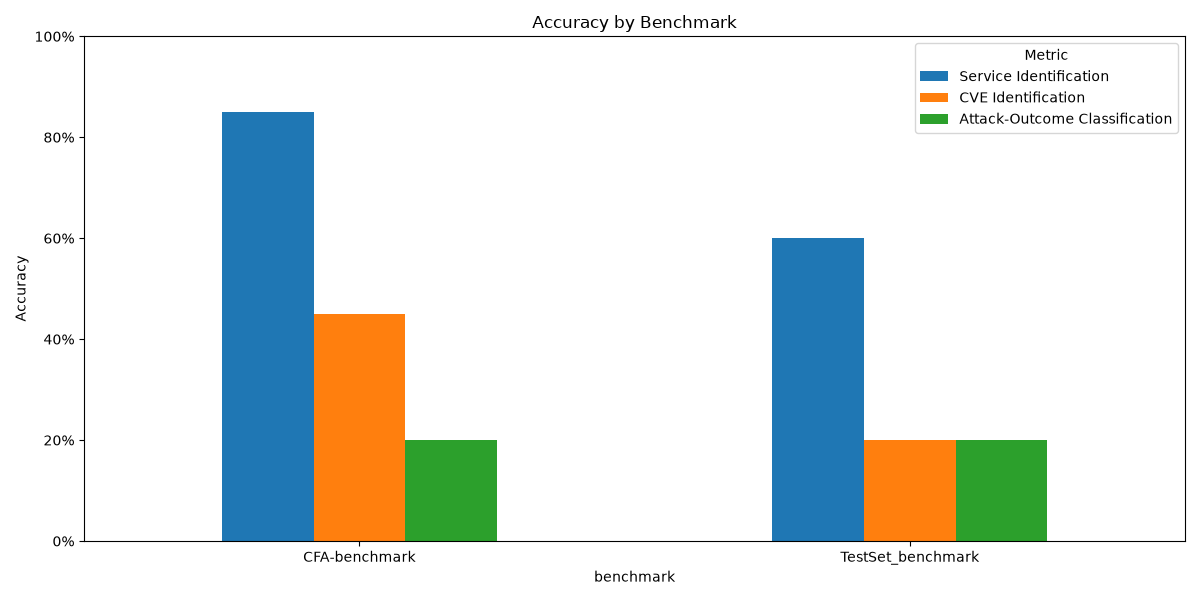 Accuracy by Benchmark
100%
80%
60%
40%
20%
0%
Accuracy
Metric
Service Identification
CVE Identification
Attack-Outcome Classification
CFA-benchmark
TestSet_benchmark
benchmark